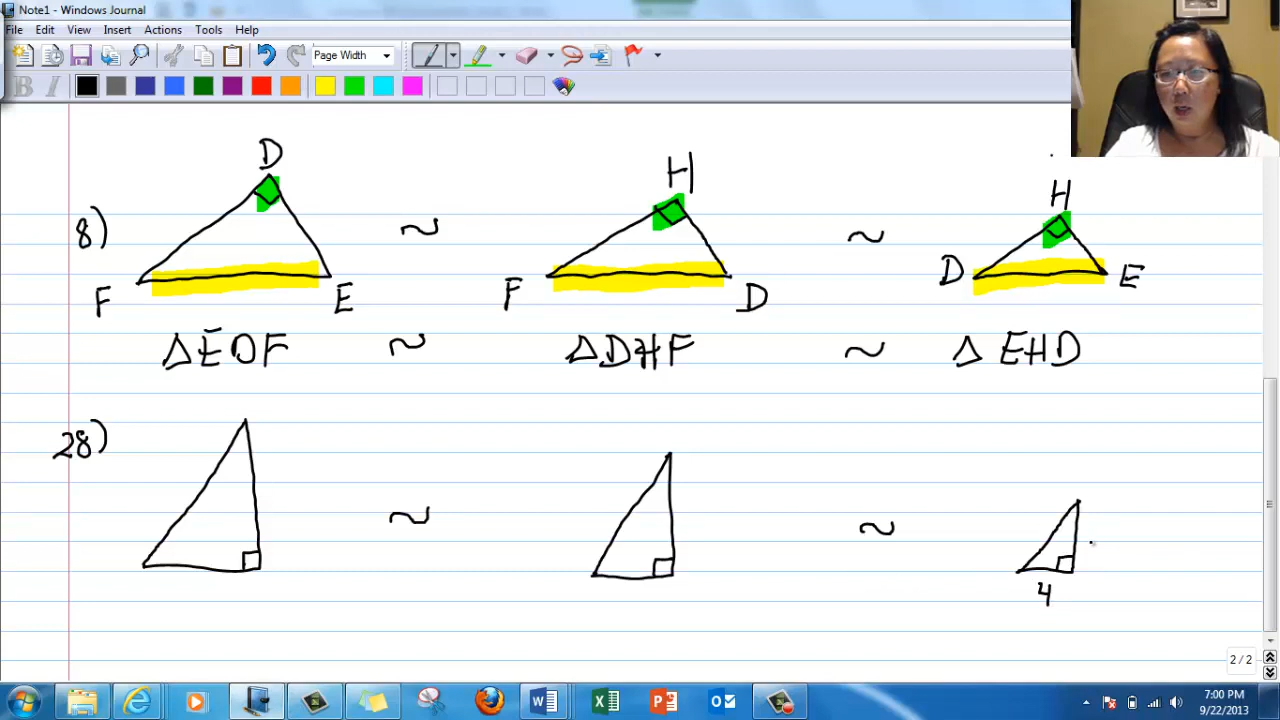 Note1 - Windows Journal
File Edit View Insert Actions Tools Help
Page Width
B I
D H H
8) ~ ~
F E F D D E
ΔEDF ~ ΔDHF ~ Δ EHD
28) ~ ~
4
2 / 2
7:00 PM
9/22/2013